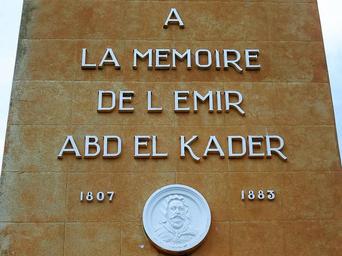 A
LA MEMOIRE
DE L EMIR
ABD EL KADER
1807 1883